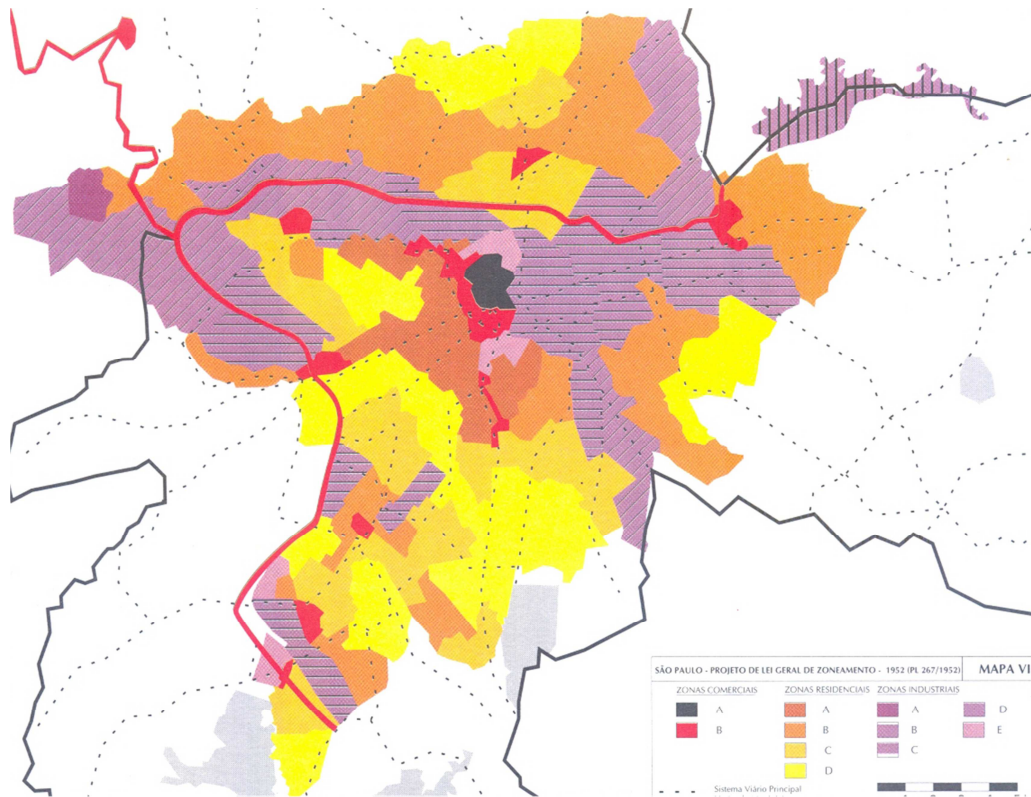 SÃO PAULO - PROJETO DE LEI GERAL DE ZONEAMENTO - 1952 (PL 267/1952)
MAPA VI
ZONAS COMERCIAIS
A
B
ZONAS RESIDENCIAIS
A
B
C
D
ZONAS INDUSTRIAIS
A
B
C
D
E
Sistema Viário Principal